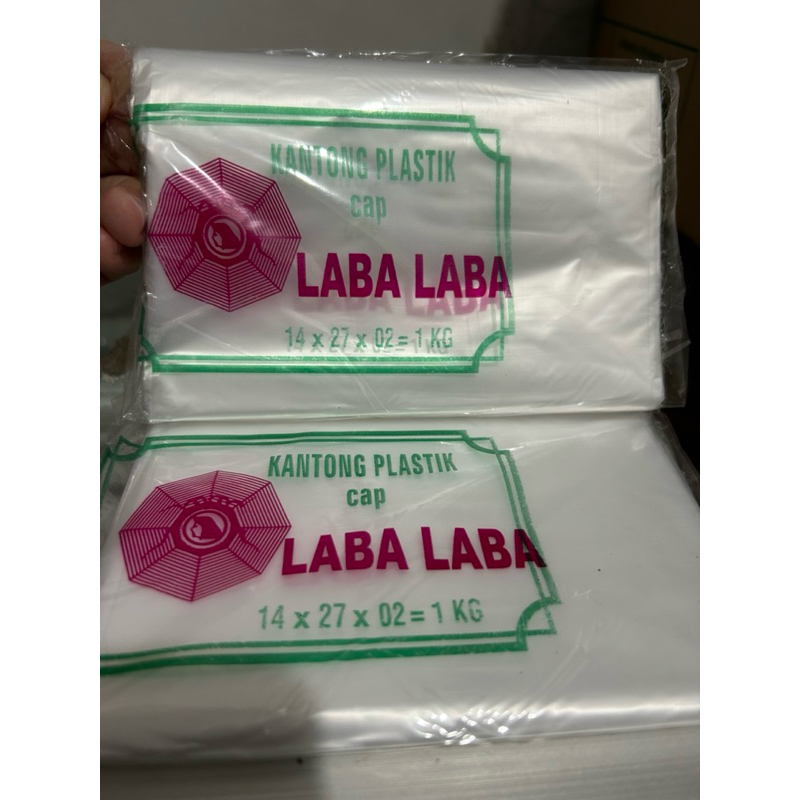 KANTONG PLASTIK
cap
LABA LABA
14 x 27 x 02 = 1 KG
KANTONG PLASTIK
cap
LABA LABA
14 x 27 x 02 = 1 KG